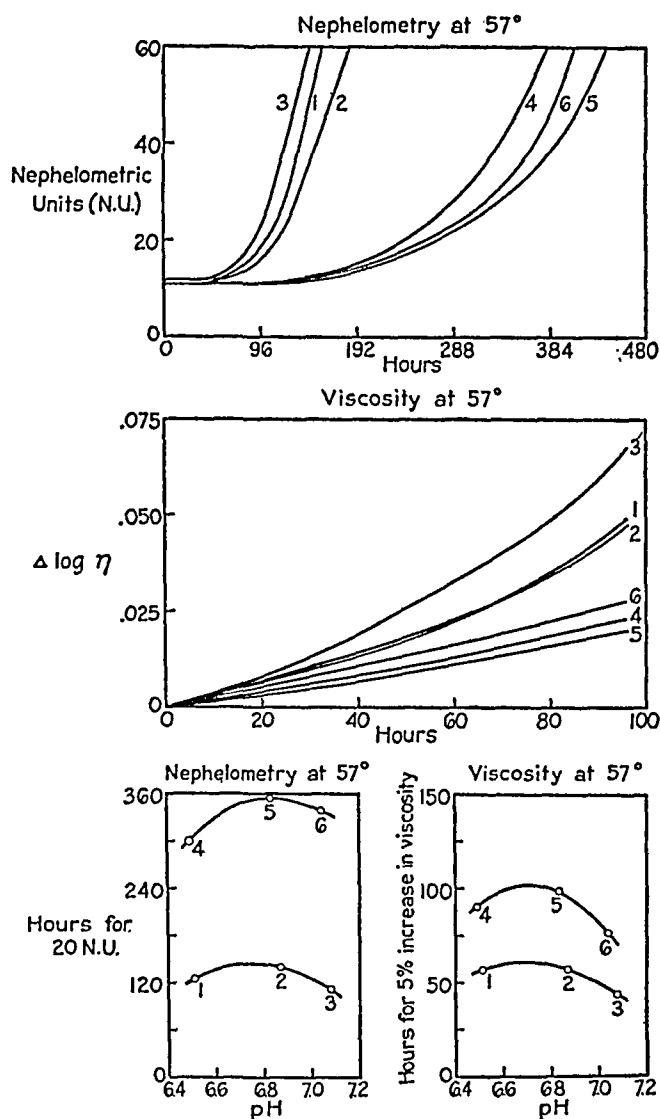 Nephelometry at 57°
60
40
20
0
Nephelometric
Units (N.U.)
3 1 2 4 6 5
0 96 192 288 384 480
Hours
Viscosity at 57°
.075
.050
.025
0
Δ log η
3
1
2
6
4
5
0 20 40 60 80 100
Hours
Nephelometry at 57°
360
240
120
0
Hours for
20 N.U.
4 5 6
1 2 3
6.4 6.6 6.8 7.0 7.2
pH
Viscosity at 57°
150
100
50
0
Hours for 5% increase in viscosity
4 5 6
1 2 3
6.4 6.6 6.8 7.0 7.2
pH